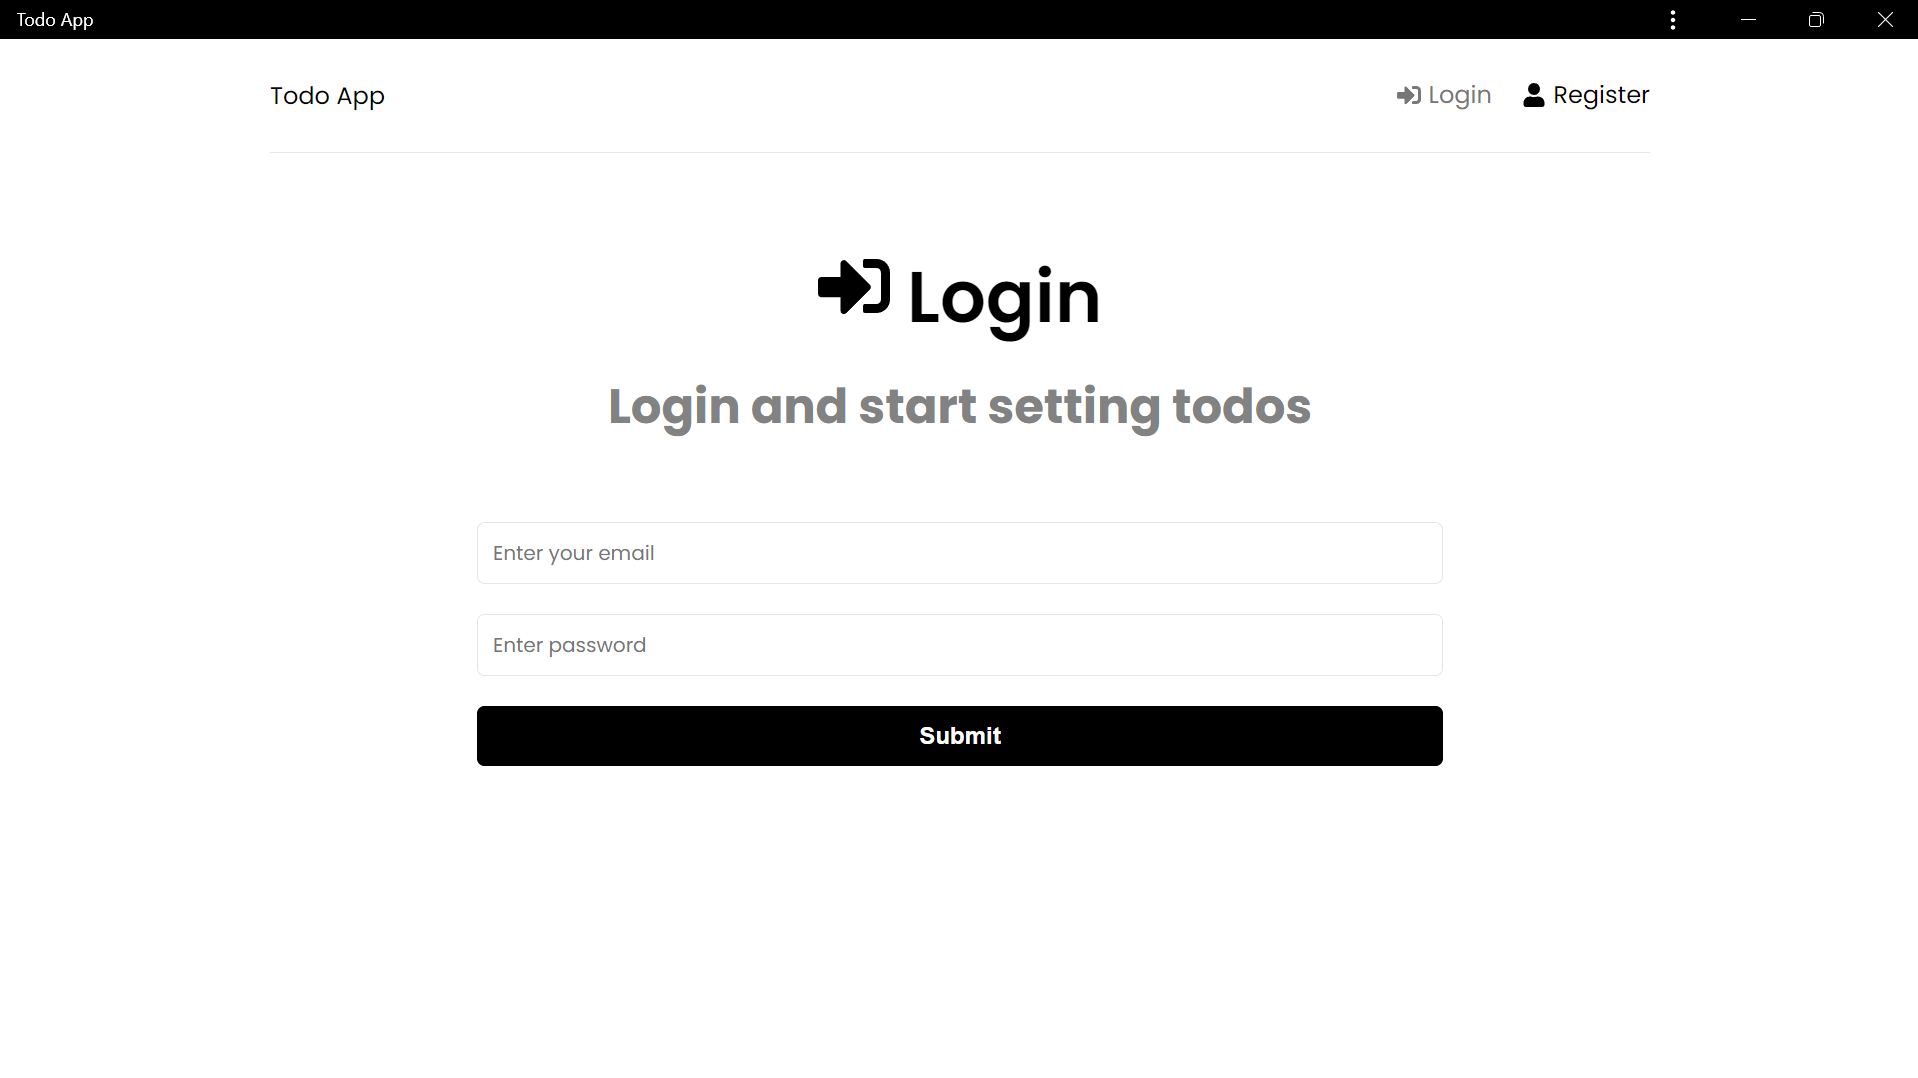 Todo App
Todo App
Login
Register
Login
Login and start setting todos
Enter your email
Enter password
Submit